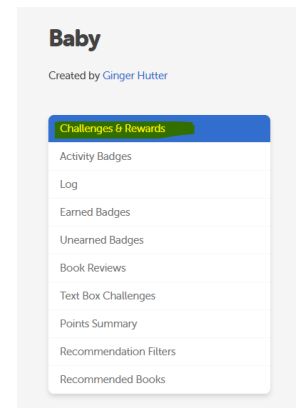 Baby
Created by Ginger Hutter
Challenges & Rewards
Activity Badges
Log
Earned Badges
Unearned Badges
Book Reviews
Text Box Challenges
Points Summary
Recommendation Filters
Recommended Books